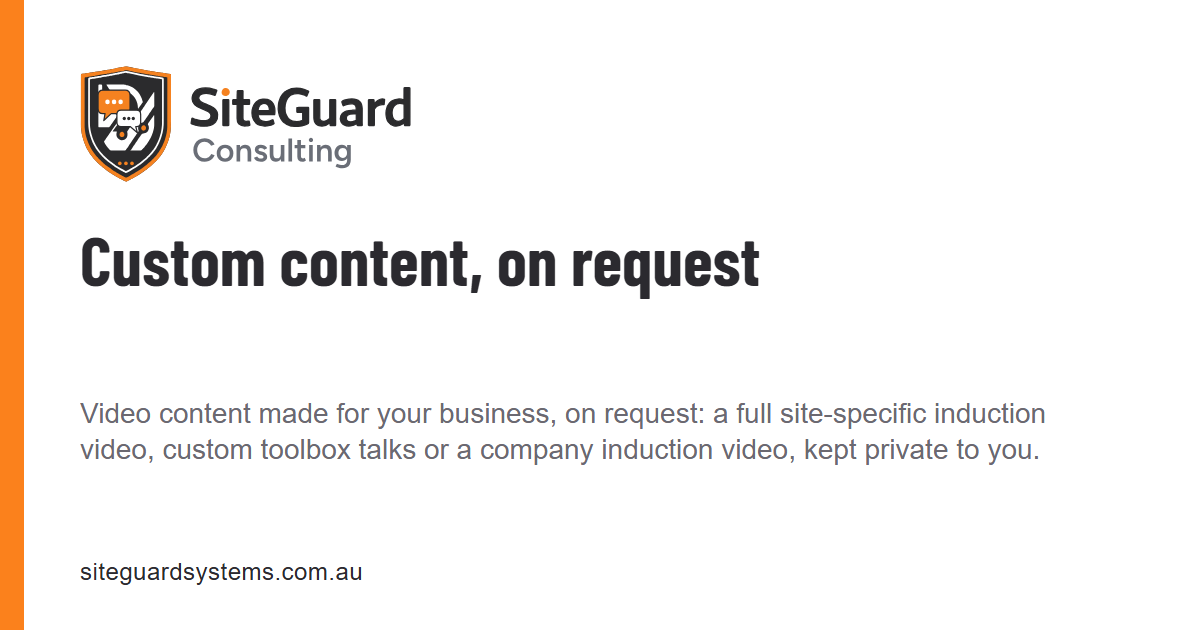 SiteGuard
Consulting
Custom content, on request
Video content made for your business, on request: a full site-specific induction
video, custom toolbox talks or a company induction video, kept private to you.
siteguardsystems.com.au